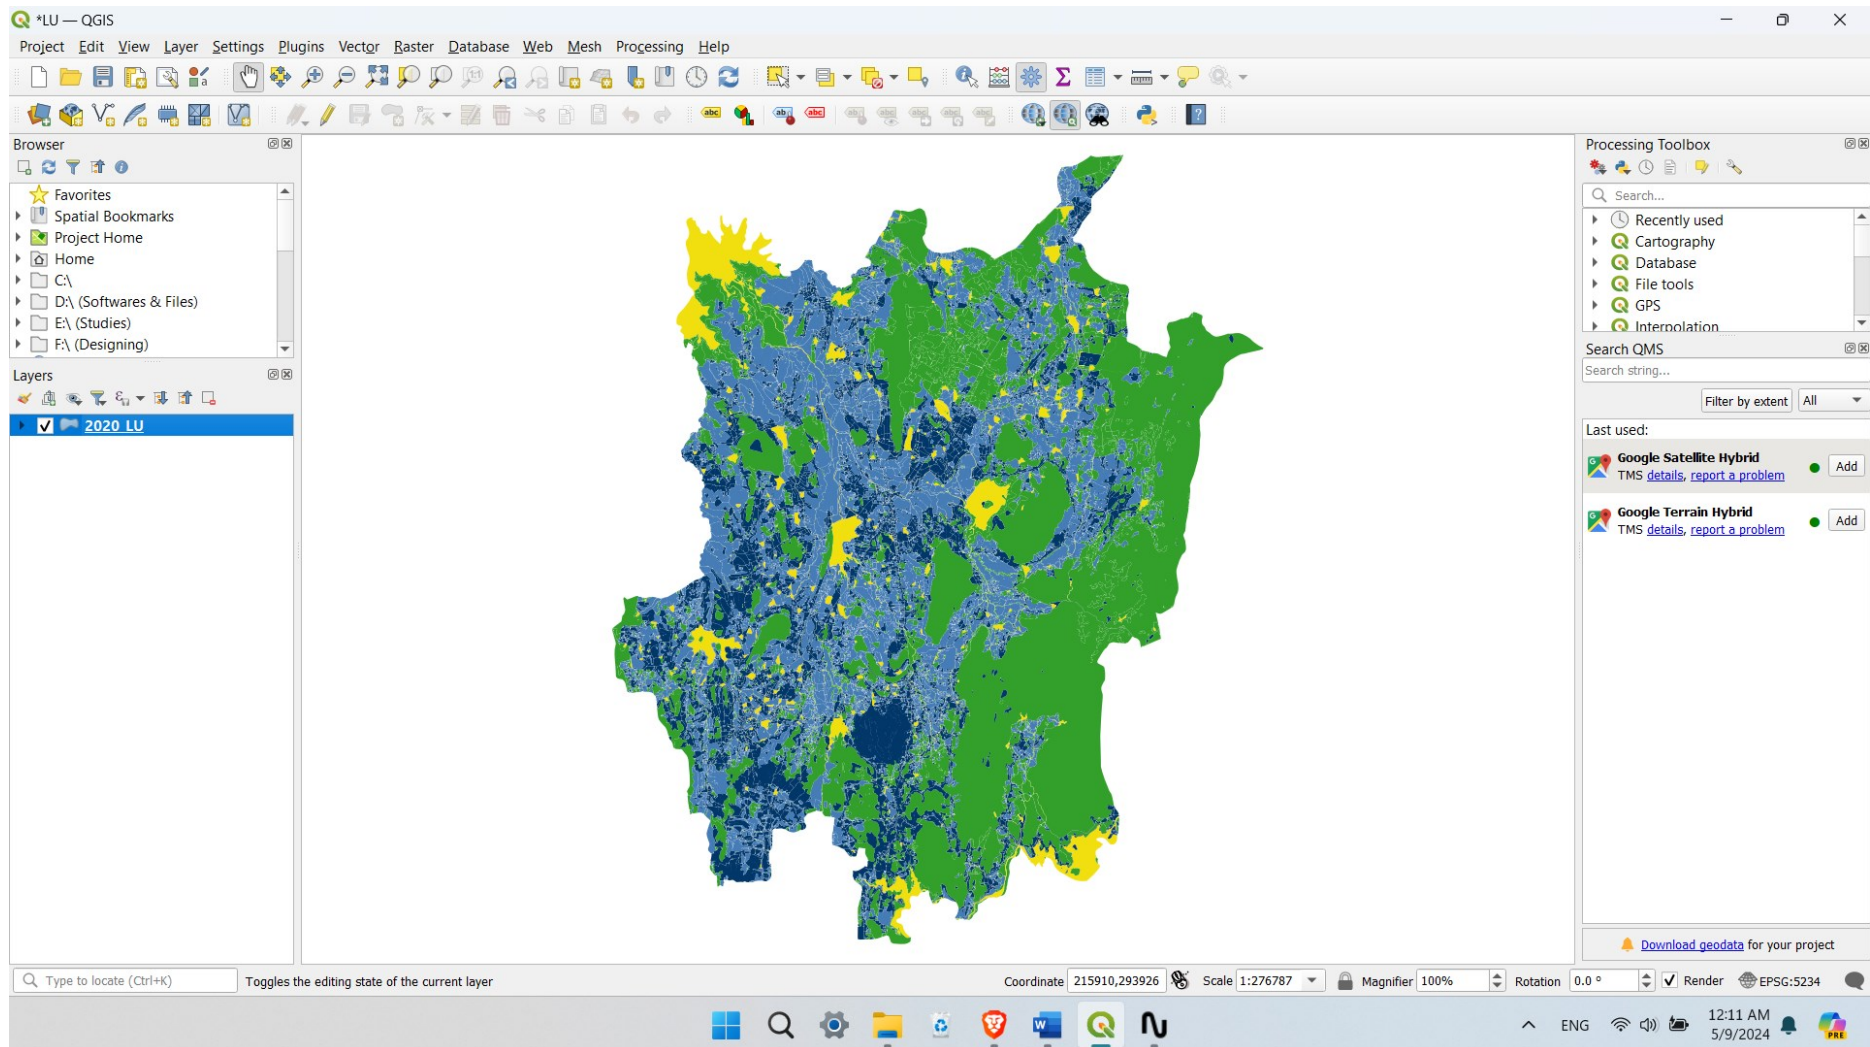 *LU — QGIS
Project Edit View Layer Settings Plugins Vector Raster Database Web Mesh Processing Help
Browser
Favorites
Spatial Bookmarks
Project Home
Home
C:\
D:\ (Softwares & Files)
E:\ (Studies)
F:\ (Designing)
Layers
2020_LU
Processing Toolbox
Search...
Recently used
Cartography
Database
File tools
GPS
Interpolation
Search QMS
Search string...
Filter by extent All
Last used:
Google Satellite Hybrid
TMS details, report a problem
Add
Google Terrain Hybrid
TMS details, report a problem
Add
Download geodata for your project
Type to locate (Ctrl+K) Toggles the editing state of the current layer Coordinate 215910,293926 Scale 1:276787 Magnifier 100% Rotation 0.0 ° Render EPSG:5234
ENG
12:11 AM
5/9/2024
PRE